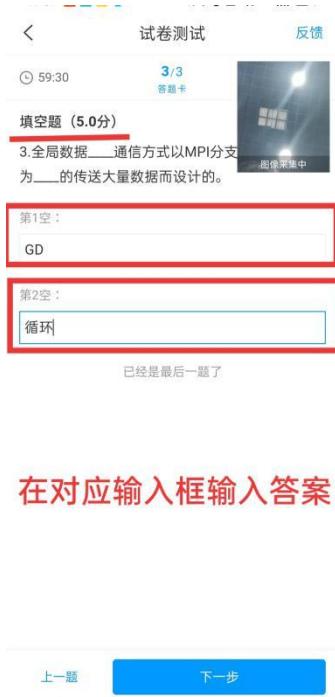 试卷测试
反馈
59:30
3/3
答题卡
填空题（5.0分）
3.全局数据____通信方式以MPI分支
为____的传送大量数据而设计的。
图像采集中
第1空：
GD
第2空：
循环
已经是最后一题了
在对应输入框输入答案
上一题
下一步